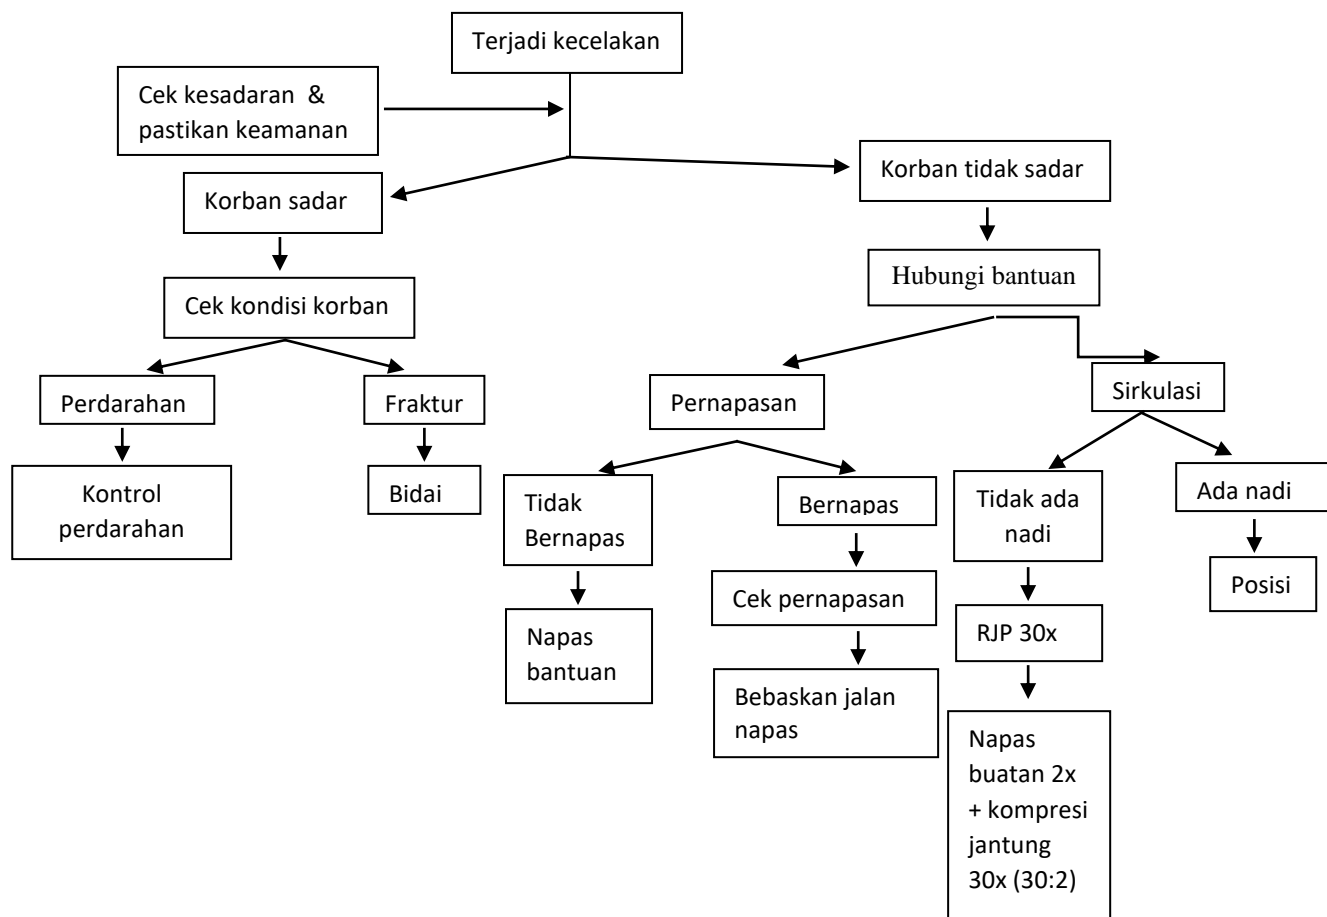 Terjadi kecelakan
Cek kesadaran &
pastikan keamanan
Korban tidak sadar
Korban sadar
Hubungi bantuan
Cek kondisi korban
Perdarahan
Fraktur
Pernapasan
Sirkulasi
Kontrol
perdarahan
Bidai
Tidak
Bernapas
Bernapas
Tidak ada
nadi
Ada nadi
Cek pernapasan
Posisi
Napas
bantuan
RJP 30x
Bebaskan jalan
napas
Napas
buatan 2x
+ kompresi
jantung
30x (30:2)